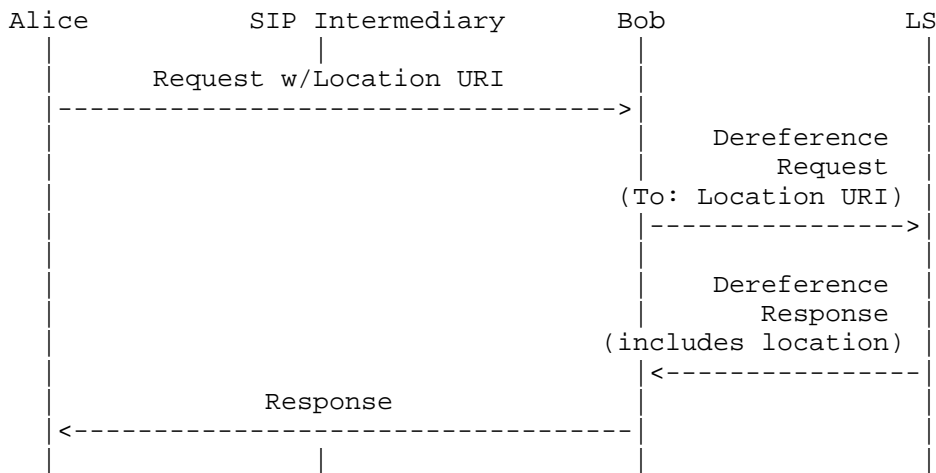 Alice SIP Intermediary Bob LS
Request w/Location URI
Dereference
Request
(To: Location URI)
Dereference
Response
(includes location)
Response